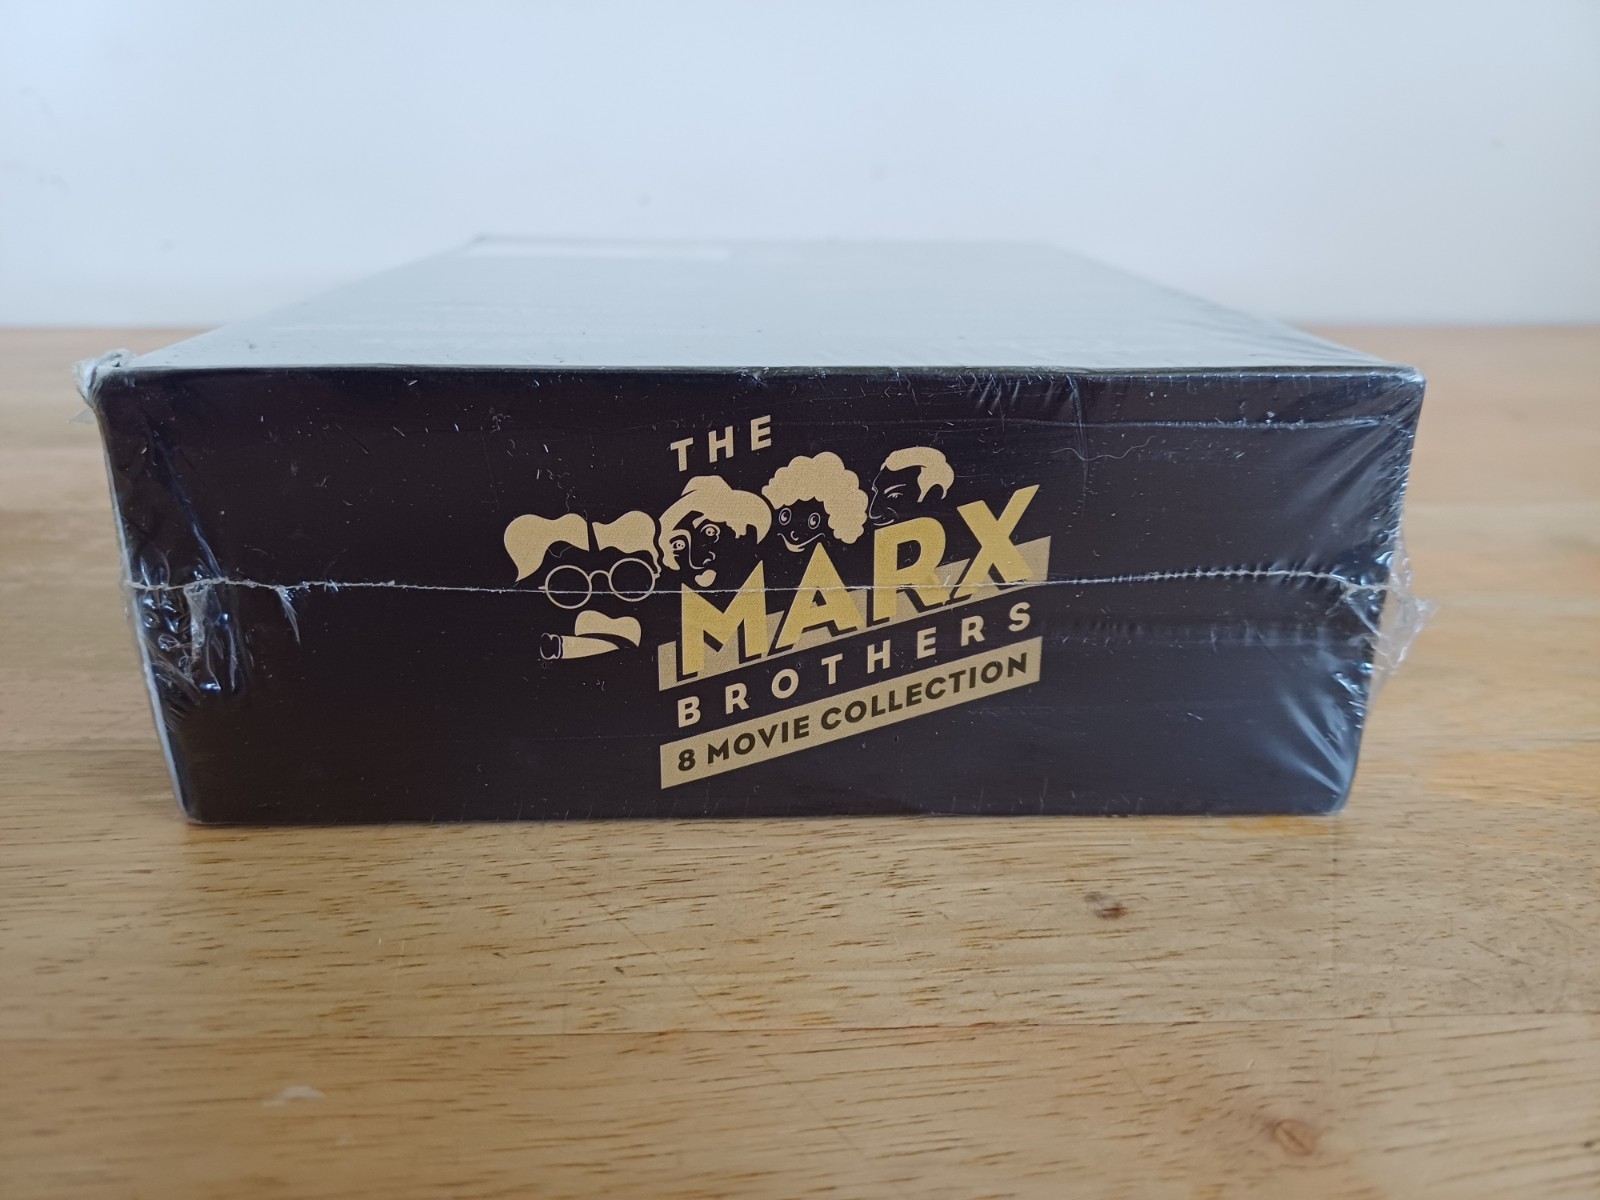 THE
MARX
BROTHERS
8 MOVIE COLLECTION